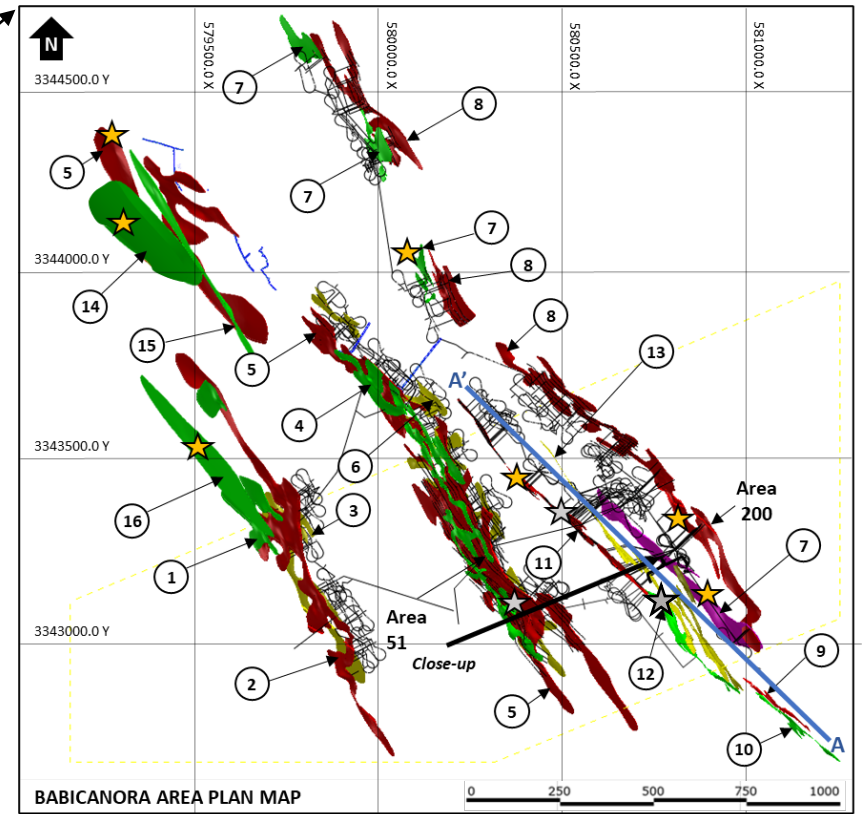 N
579500.0 X
580000.0 X
580500.0 X
581000.0 X
3344500.0 Y
7
8
5
7
7
3344000.0 Y
8
14
8
13
15
5
A'
4
3343500.0 Y
6
Area
200
16
3
11
7
1
Area
51
3343000.0 Y
Close-up
12
9
2
5
10
A
BABICANORA AREA PLAN MAP
0 250 500 750 1000